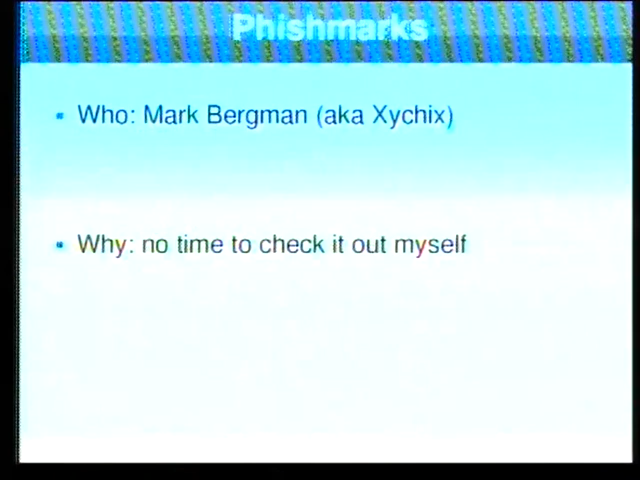 Phishmarks
Who: Mark Bergman (aka Xychix)
Why: no time to check it out myself